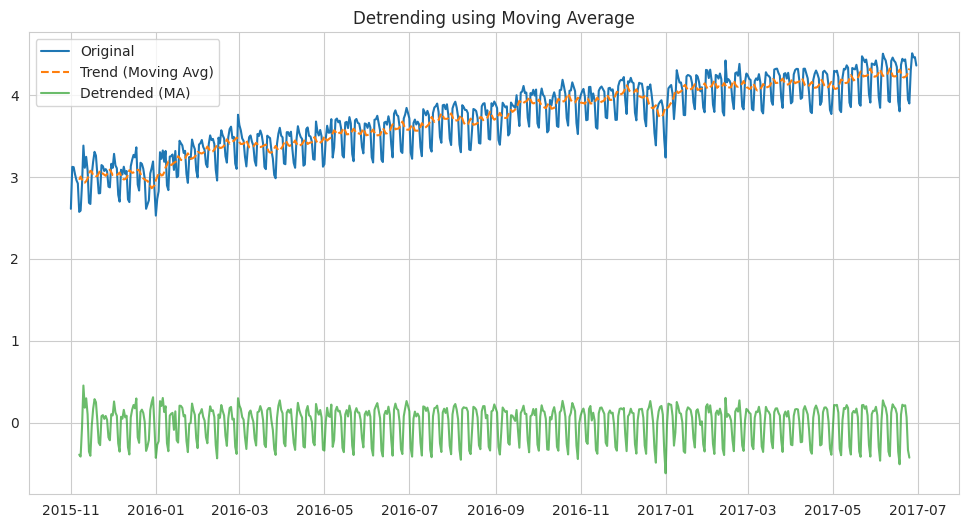 Detrending using Moving Average
Original
Trend (Moving Avg)
Detrended (MA)
4
3
2
1
0
2015-11 2016-01 2016-03 2016-05 2016-07 2016-09 2016-11 2017-01 2017-03 2017-05 2017-07